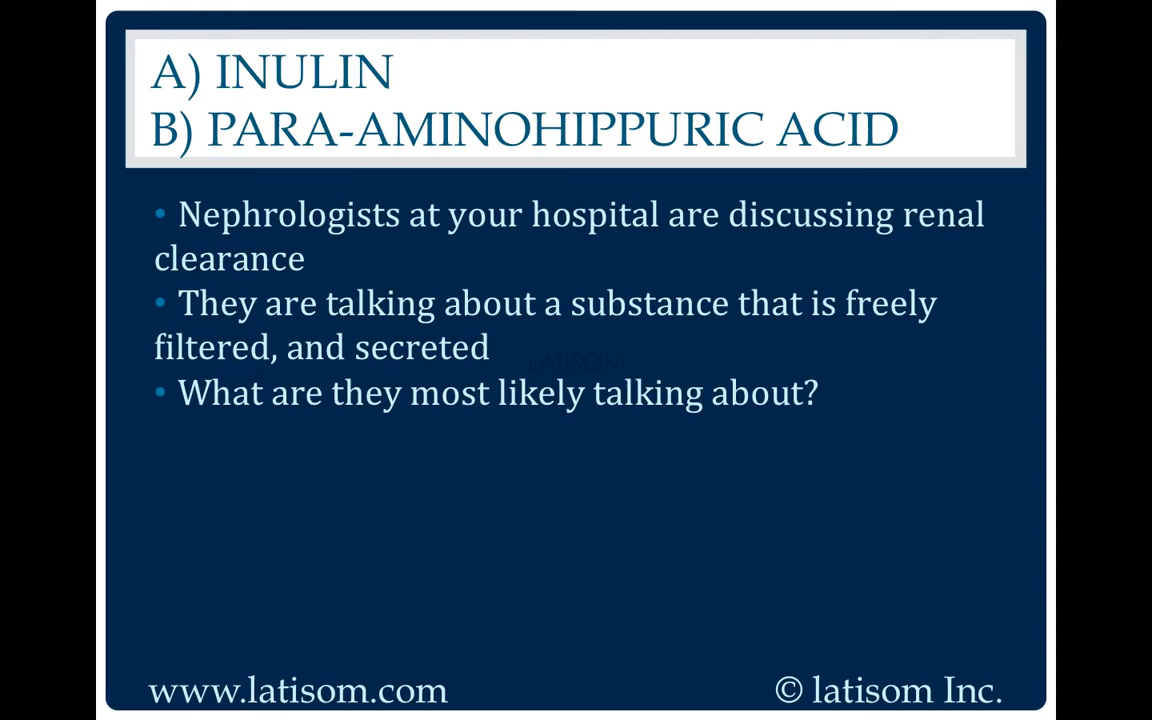 A) INULIN
B) PARA-AMINOHIPPURIC ACID
• Nephrologists at your hospital are discussing renal
clearance
• They are talking about a substance that is freely
filtered, and secreted
LATISOM
• What are they most likely talking about?
www.latisom.com
© latisom Inc.